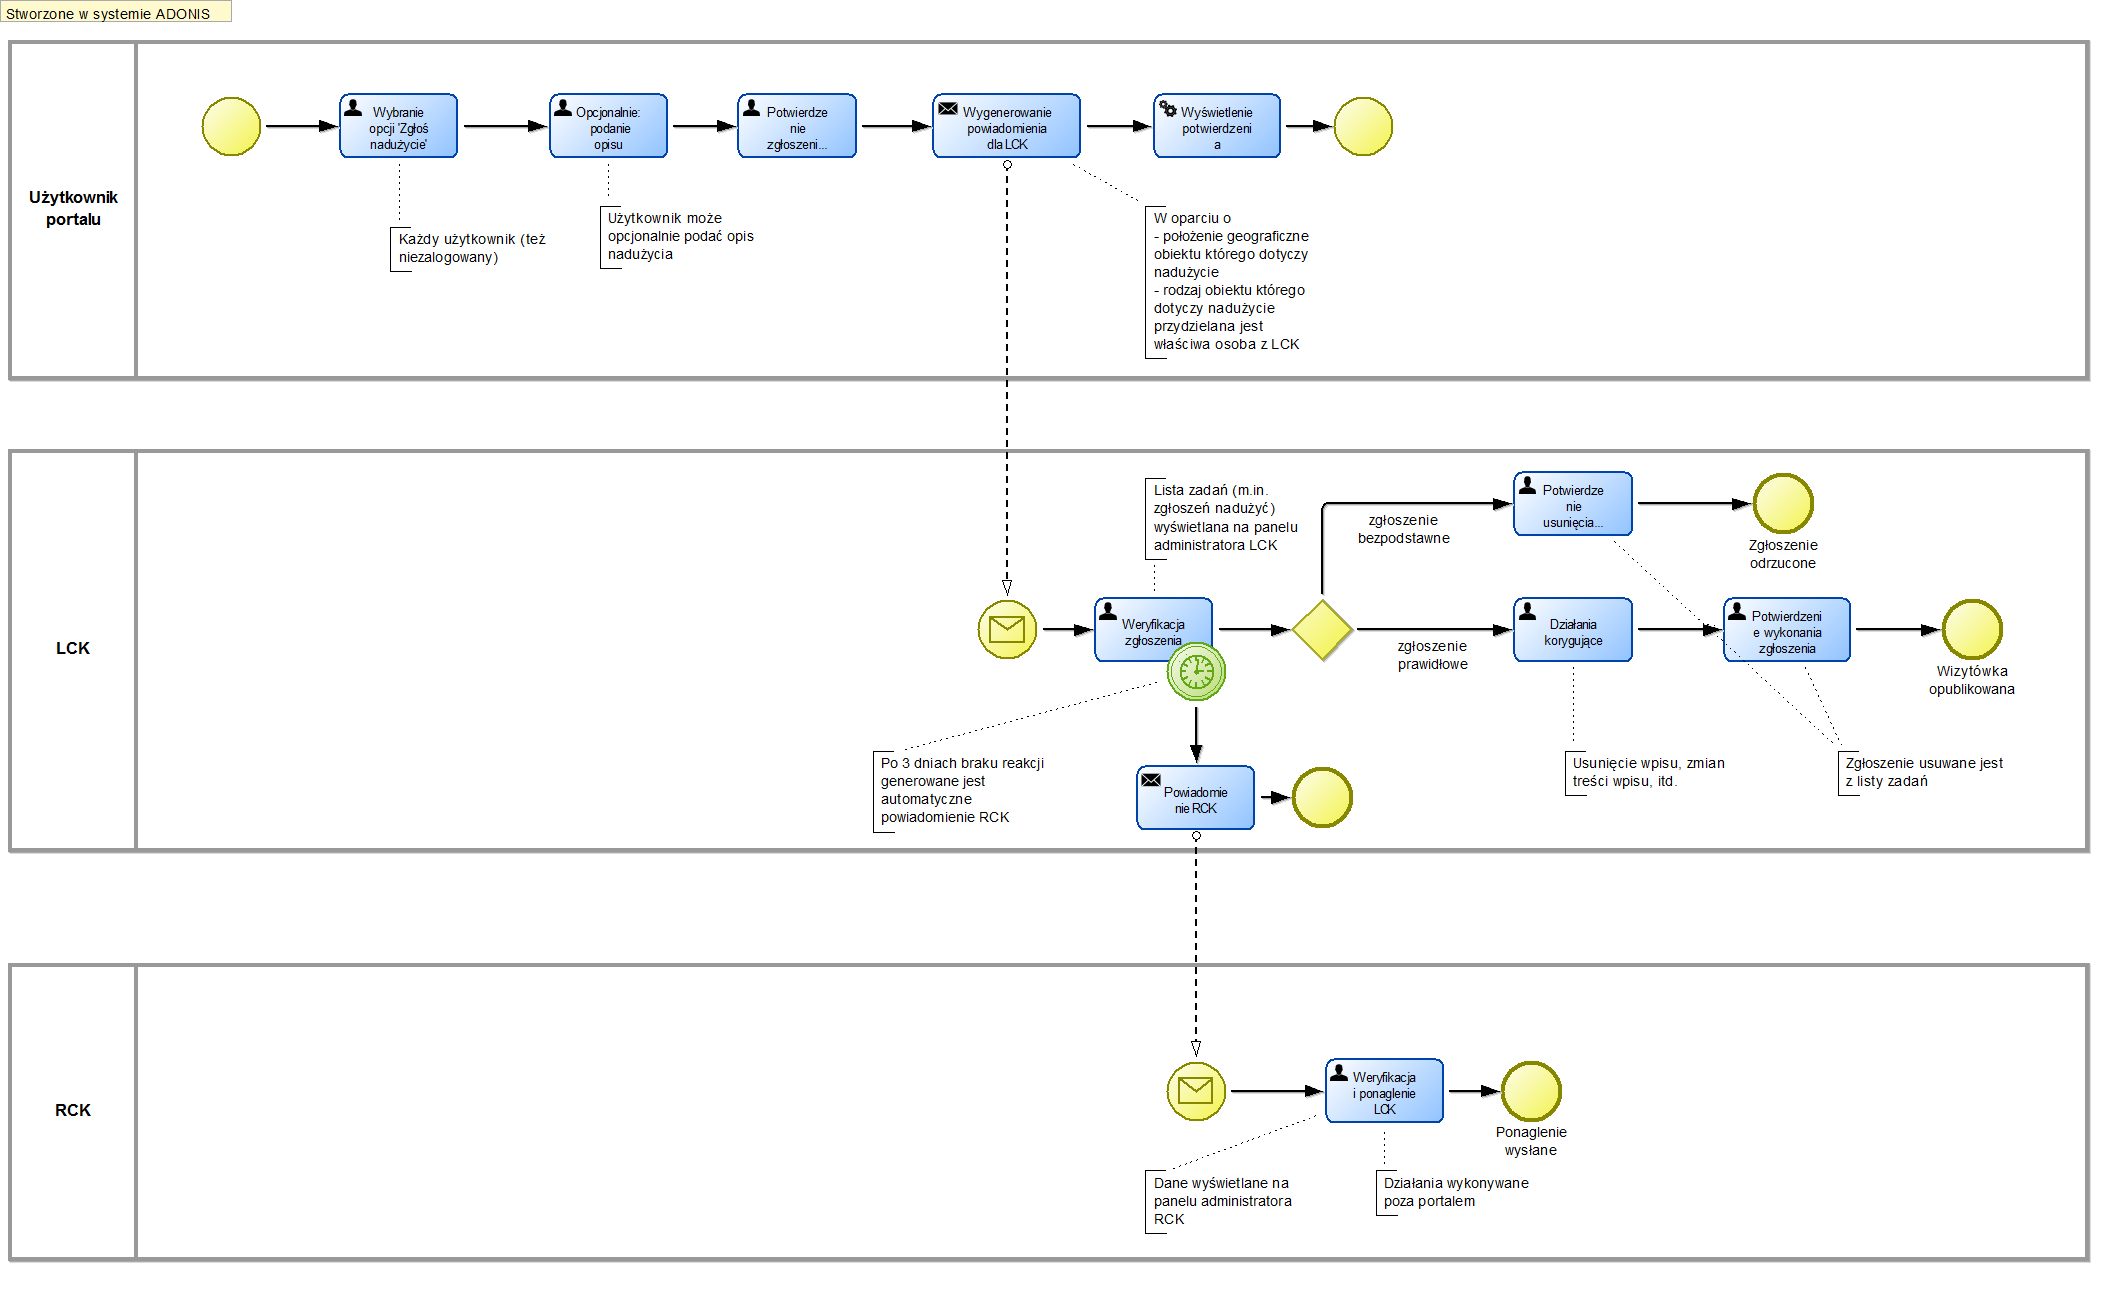 Stworzone w systemie ADONIS
Użytkownik
portalu
Wybranie
opcji 'Zgłoś
nadużycie'
Opcjonalnie:
podanie
opisu
Potwierdze
nie
zgłoszeni...
Wygenerowanie
powiadomienia
dla LCK
Wyświetlenie
potwierdzeni
a
Każdy użytkownik (też
niezalogowany)
Użytkownik może
opcjonalnie podać opis
nadużycia
W oparciu o
- położenie geograficzne
obiektu którego dotyczy
nadużycie
- rodzaj obiektu którego
dotyczy nadużycie
przydzielana jest
właściwa osoba z LCK
LCK
Lista zadań (m.in.
zgłoszeń nadużyć)
wyświetlana na panelu
administratora LCK
Weryfikacja
zgłoszenia
zgłoszenie
bezpodstawne
Potwierdze
nie
usunięcia...
Zgłoszenie
odrzucone
zgłoszenie
prawidłowe
Działania
korygujące
Potwierdzeni
e wykonania
zgłoszenia
Wizytówka
opublikowana
Po 3 dniach braku reakcji
generowane jest
automatyczne
powiadomienie RCK
Powiadomie
nie RCK
Usunięcie wpisu, zmian
treści wpisu, itd.
Zgłoszenie usuwane jest
z listy zadań
RCK
Weryfikacja
i ponaglenie
LCK
Ponaglenie
wysłane
Dane wyświetlane na
panelu administratora
RCK
Działania wykonywane
poza portalem